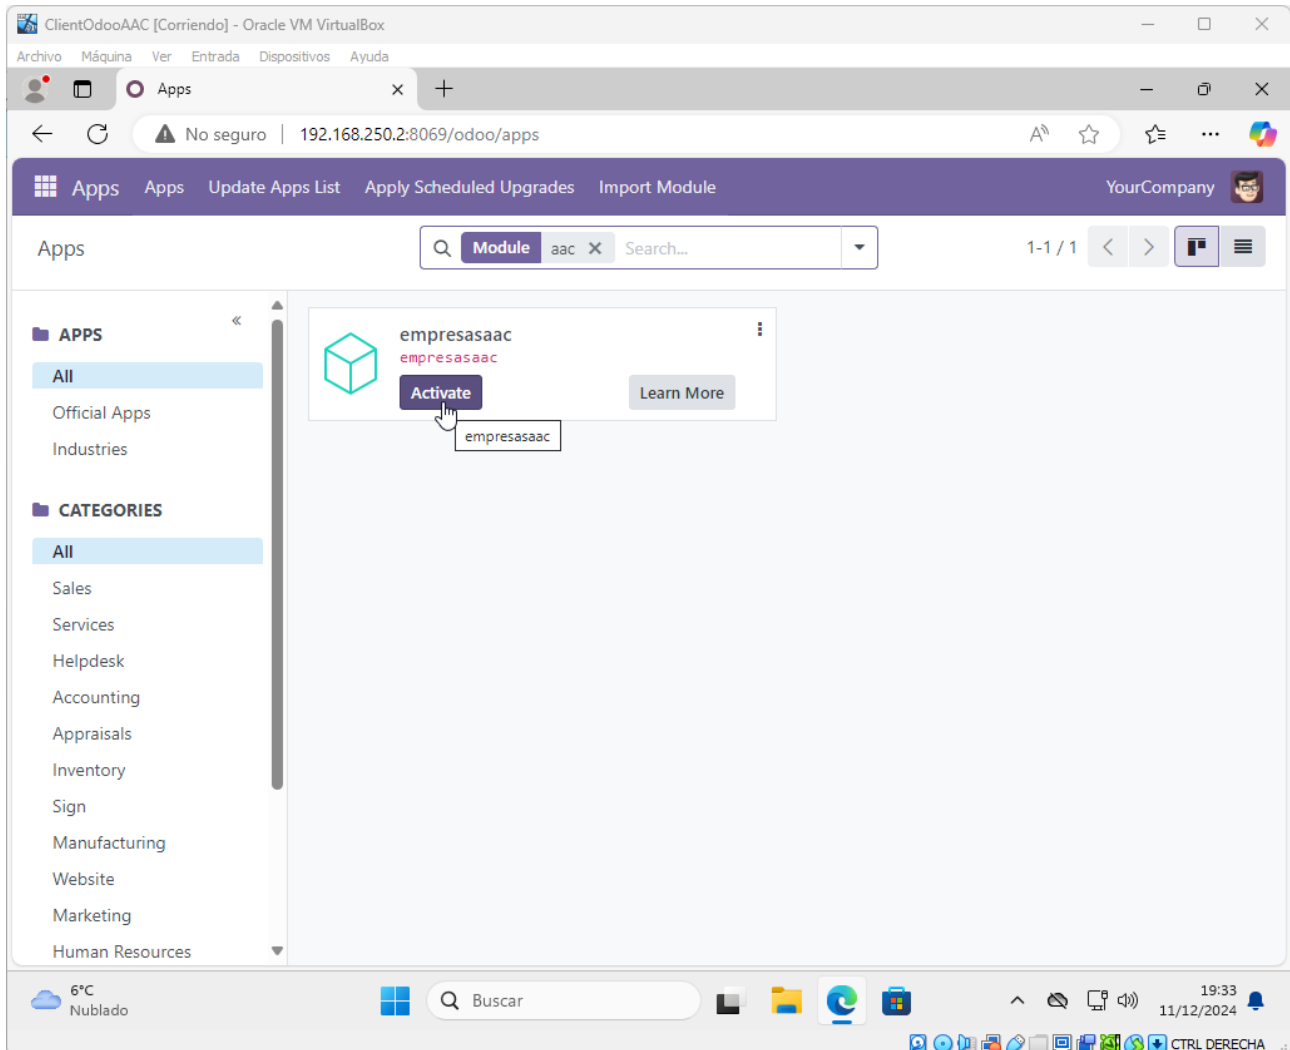 ClientOdooAAC [Corriendo] - Oracle VM VirtualBox
Archivo Máquina Ver Entrada Dispositivos Ayuda
Apps
No seguro | 192.168.250.2:8069/odoo/apps
Apps Apps Update Apps List Apply Scheduled Upgrades Import Module YourCompany
Apps Module aac Search... 1-1 / 1
APPS
All
Official Apps
Industries
CATEGORIES
All
Sales
Services
Helpdesk
Accounting
Appraisals
Inventory
Sign
Manufacturing
Website
Marketing
Human Resources
empresasaac
empresasaac
Activate Learn More
empresasaac
6°C
Nublado
Buscar
19:33
11/12/2024
CTRL DERECHA